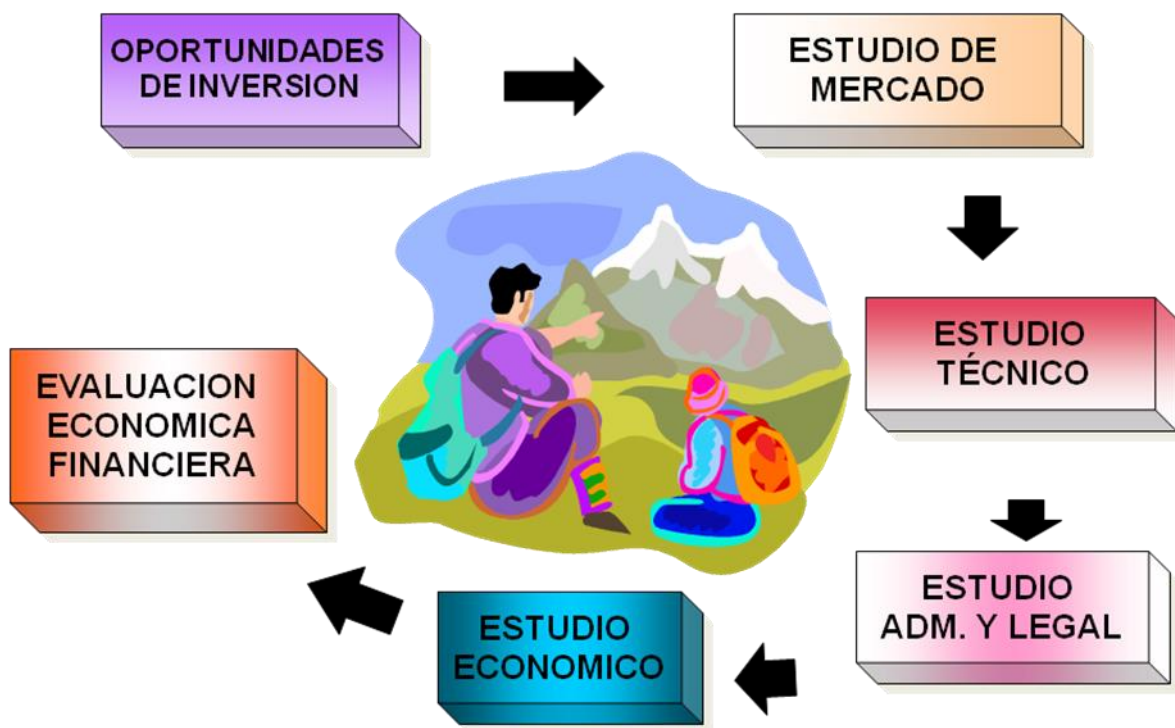 OPORTUNIDADES
DE INVERSION
ESTUDIO DE
MERCADO
ESTUDIO
TÉCNICO
ESTUDIO
ADM. Y LEGAL
ESTUDIO
ECONOMICO
EVALUACION
ECONOMICA
FINANCIERA